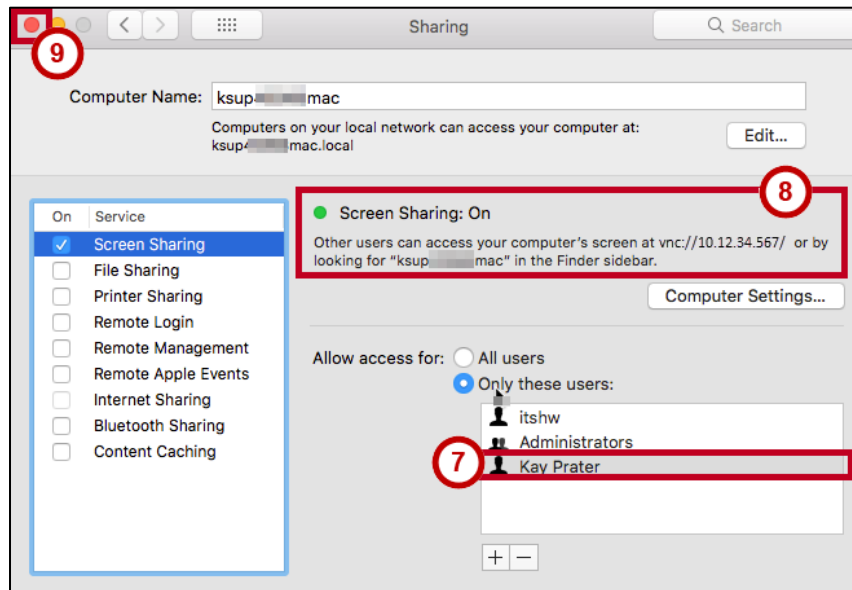 Sharing
Search
9
Computer Name: ksup mac
Computers on your local network can access your computer at:
ksup mac.local
Edit...
8
On Service
Screen Sharing
File Sharing
Printer Sharing
Remote Login
Remote Management
Remote Apple Events
Internet Sharing
Bluetooth Sharing
Content Caching
Screen Sharing: On
Other users can access your computer's screen at vnc://10.12.34.567/ or by
looking for “ksup mac” in the Finder sidebar.
Computer Settings...
Allow access for: All users
Only these users:
itshw
Administrators
7
Kay Prater
+ −